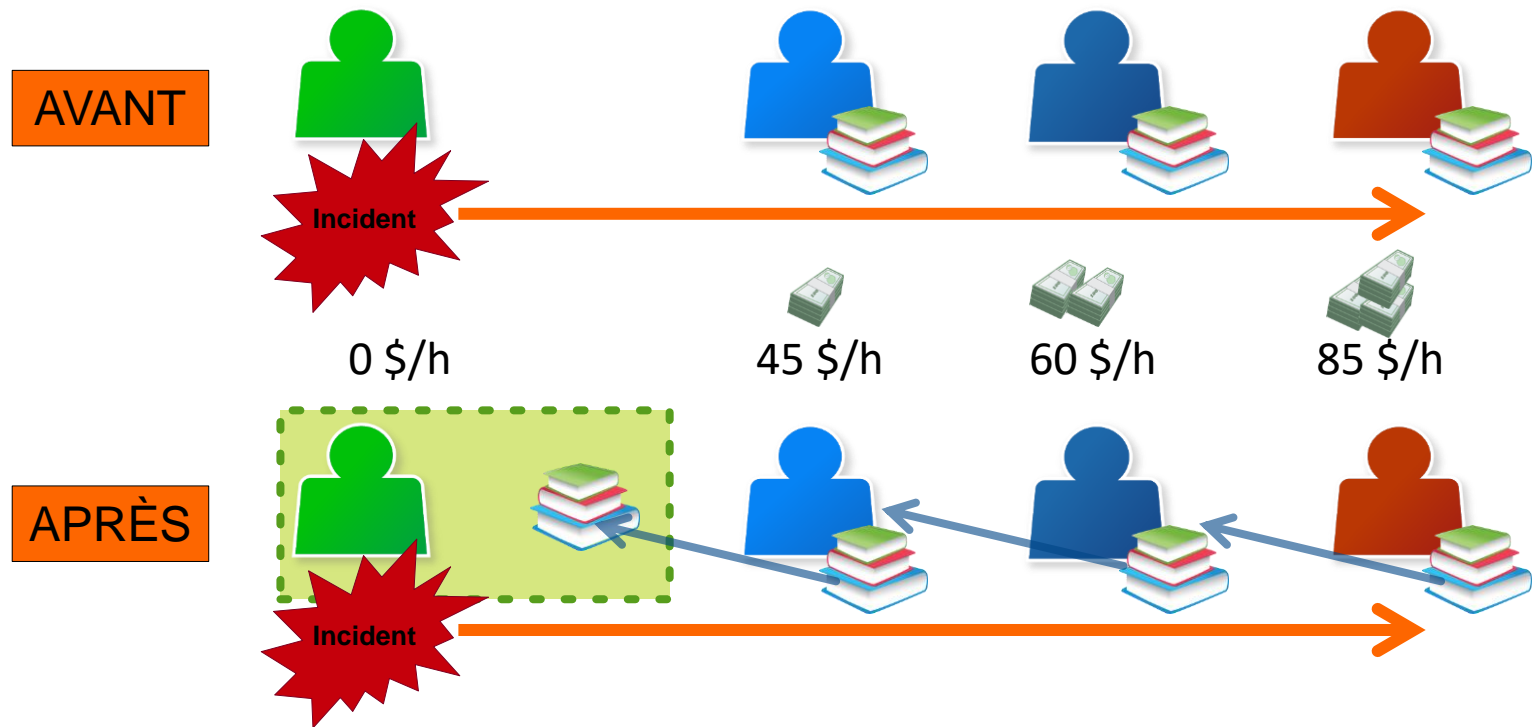 AVANT
Incident
0 $/h
45 $/h
60 $/h
85 $/h
APRÈS
Incident